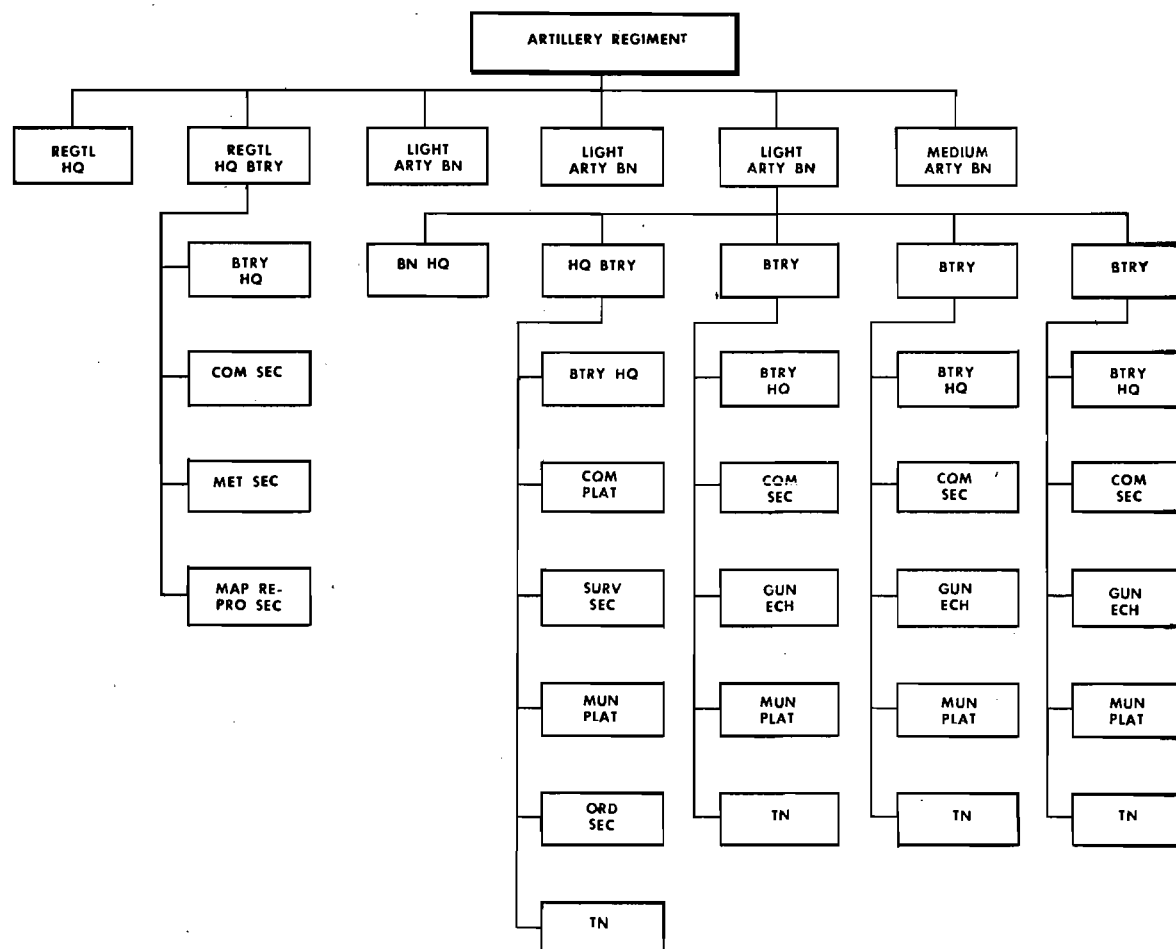 ARTILLERY REGIMENT
REGTL
HQ
REGTL
HQ BTRY
LIGHT
ARTY BN
LIGHT
ARTY BN
LIGHT
ARTY BN
MEDIUM
ARTY BN
BTRY
HQ
COM SEC
MET SEC
MAP RE-
PRO SEC
BN HQ
HQ BTRY
BTRY
BTRY
BTRY
BTRY HQ
COM
PLAT
SURV
SEC
MUN
PLAT
ORD
SEC
TN
BTRY
HQ
COM
SEC
GUN
ECH
MUN
PLAT
TN
BTRY
HQ
COM
SEC
GUN
ECH
MUN
PLAT
TN
BTRY
HQ
COM
SEC
GUN
ECH
MUN
PLAT
TN